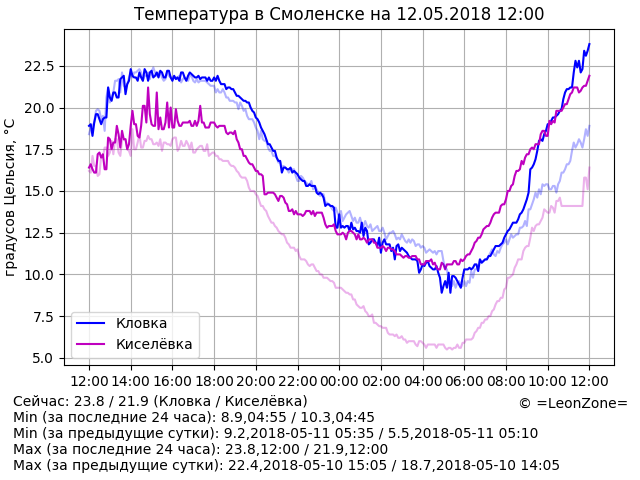 Температура в Смоленске на 12.05.2018 12:00
градусов Цельсия, °C
22.5
20.0
17.5
15.0
12.5
10.0
7.5
5.0
Кловка
Киселёвка
12:00 14:00 16:00 18:00 20:00 22:00 00:00 02:00 04:00 06:00 08:00 10:00 12:00
Сейчас: 23.8 / 21.9 (Кловка / Киселёвка)
© =LeonZone=
Min (за последние 24 часа): 8.9,04:55 / 10.3,04:45
Min (за предыдущие сутки): 9.2,2018-05-11 05:35 / 5.5,2018-05-11 05:10
Max (за последние 24 часа): 23.8,12:00 / 21.9,12:00
Max (за предыдущие сутки): 22.4,2018-05-10 15:05 / 18.7,2018-05-10 14:05